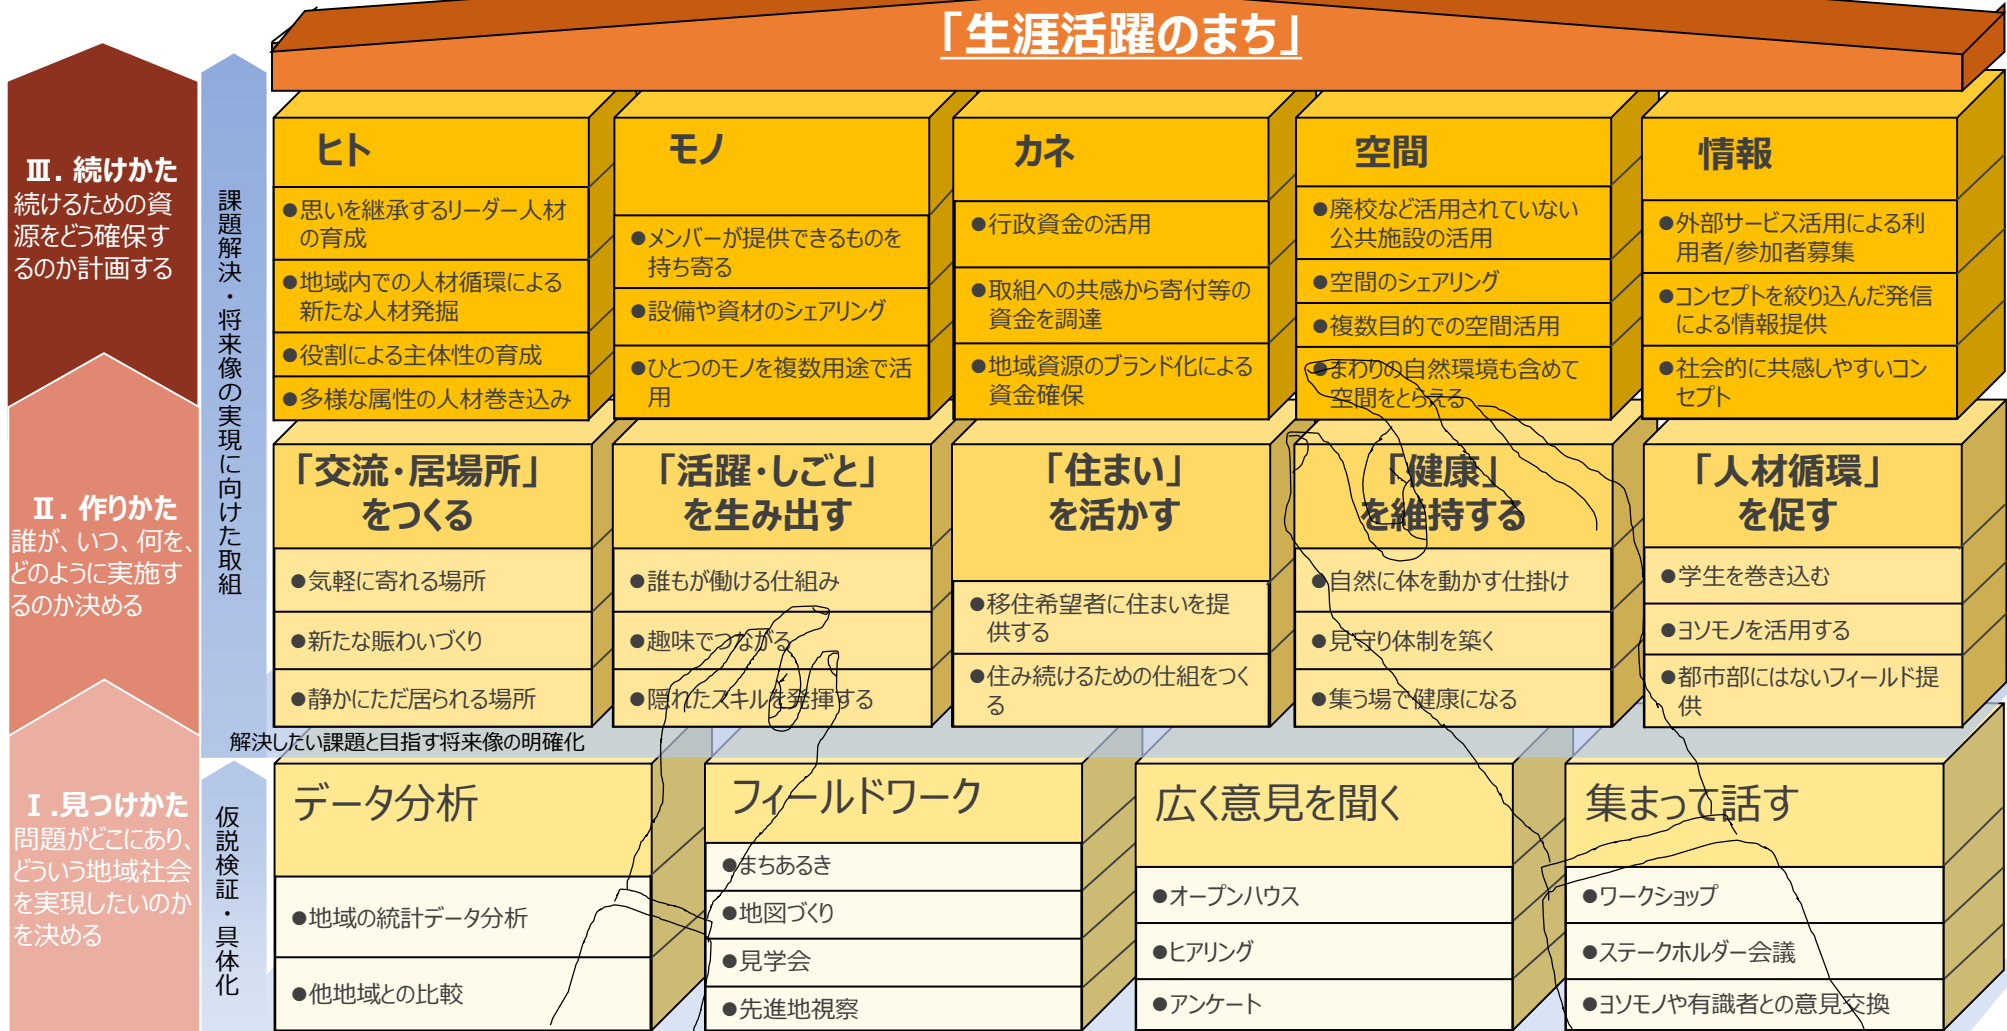 「生涯活躍のまち」
Ⅲ. 続けかた
続けるための資
源をどう確保す
るのか計画する
Ⅱ. 作りかた
誰が、いつ、何を、
どのように実施す
るのか決める
Ⅰ.見つけかた
問題がどこにあり、
どういう地域社会
を実現したいのか
を決める
課題解決・将来像の実現に向けた取組
仮説検証・具体化
ヒト
●思いを継承するリーダー人材
の育成
●地域内での人材循環による
新たな人材発掘
●役割による主体性の育成
●多様な属性の人材巻き込み
モノ
●メンバーが提供できるものを
持ち寄る
●設備や資材のシェアリング
●ひとつのモノを複数用途で活
用
カネ
●行政資金の活用
●取組への共感から寄付等の
資金を調達
●地域資源のブランド化による
資金確保
空間
●廃校など活用されていない
公共施設の活用
●空間のシェアリング
●複数目的での空間活用
●まわりの自然環境も含めて
空間をとらえる
情報
●外部サービス活用による利
用者/参加者募集
●コンセプトを絞り込んだ発信
による情報提供
●社会的に共感しやすいコン
セプト
「交流・居場所」
をつくる
●気軽に寄れる場所
●新たな賑わいづくり
●静かにただ居られる場所
「活躍・しごと」
を生み出す
●誰もが働ける仕組み
●趣味でつながる
●隠れたスキルを発揮する
「住まい」
を活かす
●移住希望者に住まいを提
供する
●住み続けるための仕組をつく
る
「健康」
を維持する
●自然に体を動かす仕掛け
●見守り体制を築く
●集う場で健康になる
「人材循環」
を促す
●学生を巻き込む
●ヨソモノを活用する
●都市部にはないフィールド提
供
解決したい課題と目指す将来像の明確化
データ分析
●地域の統計データ分析
●他地域との比較
フィールドワーク
●まちあるき
●地図づくり
●見学会
●先進地視察
広く意見を聞く
●オープンハウス
●ヒアリング
●アンケート
集まって話す
●ワークショップ
●ステークホルダー会議
●ヨソモノや有識者との意見交換